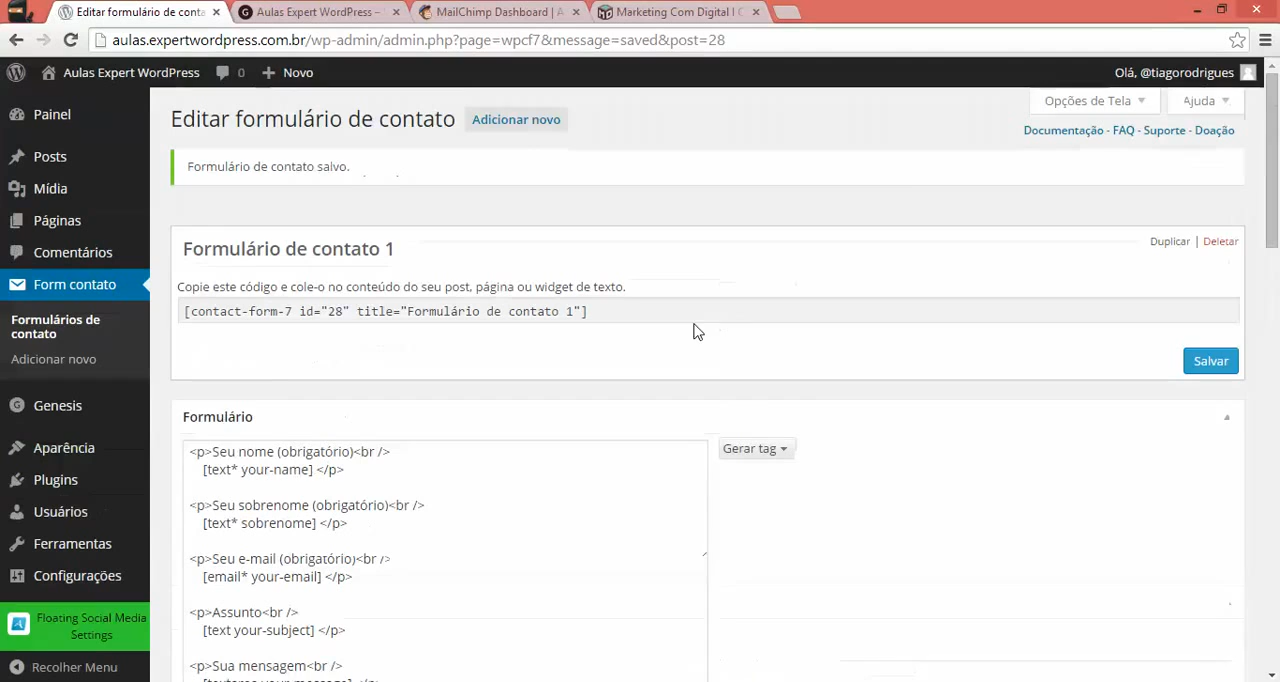 Editar formulário de conta
Aulas Expert WordPress –
MailChimp Dashboard | A
Marketing Com Digital | C
aulas.expertwordpress.com.br/wp-admin/admin.php?page=wpcf7&message=saved&post=28
Aulas Expert WordPress
0
Novo
Olá, @tiagorodrigues
Painel
Posts
Mídia
Páginas
Comentários
Form contato
Formulários de
contato
Adicionar novo
Genesis
Aparência
Plugins
Usuários
Ferramentas
Configurações
Floating Social Media
Settings
Recolher Menu
Opções de Tela
Ajuda
Editar formulário de contato
Adicionar novo
Documentação - FAQ - Suporte - Doação
Formulário de contato salvo.
Formulário de contato 1
Duplicar | Deletar
Copie este código e cole-o no conteúdo do seu post, página ou widget de texto.
[contact-form-7 id="28" title="Formulário de contato 1"]
Salvar
Formulário
<p>Seu nome (obrigatório)<br />
[text* your-name] </p>
<p>Seu sobrenome (obrigatório)<br />
[text* sobrenome] </p>
<p>Seu e-mail (obrigatório)<br />
[email* your-email] </p>
<p>Assunto<br />
[text your-subject] </p>
<p>Sua mensagem<br />
Gerar tag